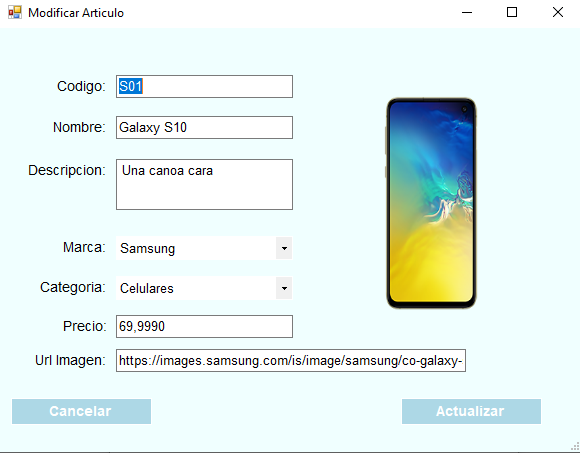 Modificar Articulo
Codigo: S01
Nombre: Galaxy S10
Descripcion: Una canoa cara
Marca: Samsung
Categoria: Celulares
Precio: 69,9990
Url Imagen: https://images.samsung.com/is/image/samsung/co-galaxy-
Cancelar Actualizar